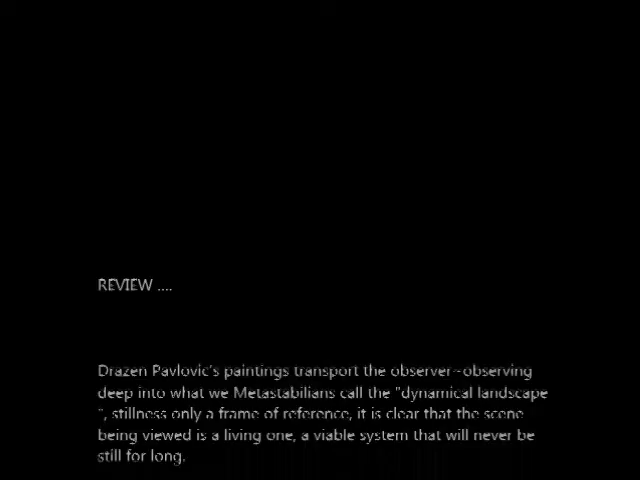 REVIEW ....
Drazen Pavlovic's paintings transport the observer~observing
deep into what we Metastabilians call the "dynamical landscape
", stillness only a frame of reference, it is clear that the scene
being viewed is a living one, a viable system that will never be
still for long.